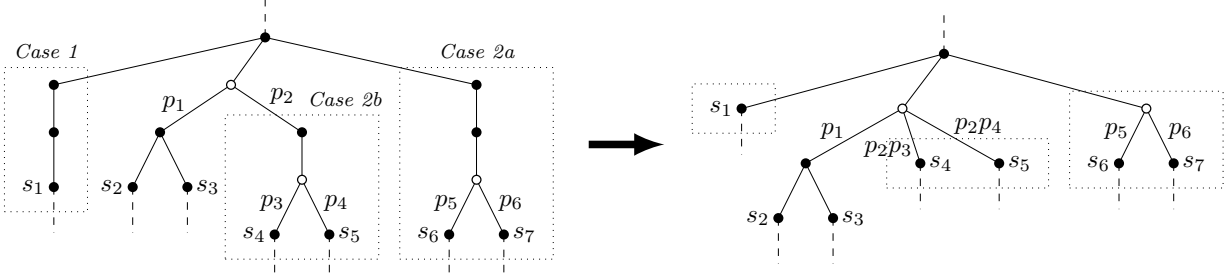 Case 1
Case 2a
p₁
p₂
Case 2b
s₁
s₂
s₃
p₃
p₄
p₅
p₆
s₄
s₅
s₆
s₇
s₁
p₁
p₂p₃
p₂p₄
p₅
p₆
s₄
s₅
s₆
s₇
s₂
s₃